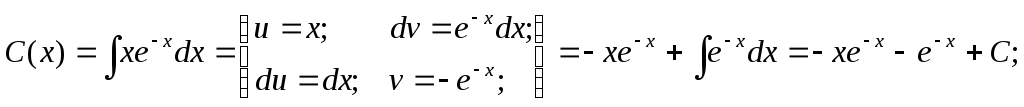 C(x) = ∫xe^{-x}dx = { u = x; dv = e^{-x}dx; du = dx; v = -e^{-x}; } = -xe^{-x} + ∫e^{-x}dx = -xe^{-x} - e^{-x} + C;